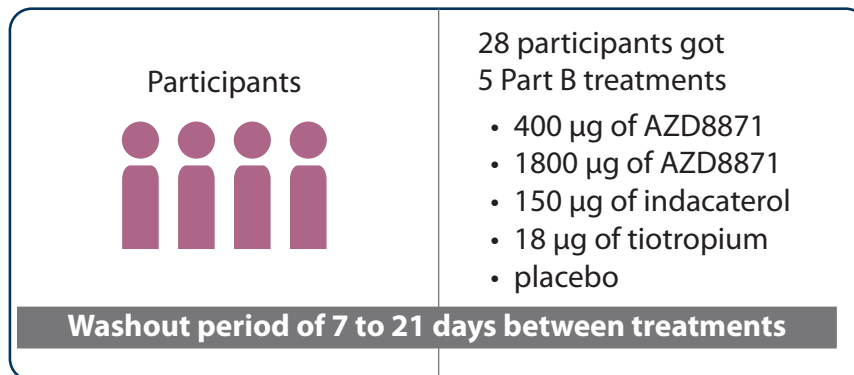 Participants
28 participants got
5 Part B treatments
• 400 µg of AZD8871
• 1800 µg of AZD8871
• 150 µg of indacaterol
• 18 µg of tiotropium
• placebo
Washout period of 7 to 21 days between treatments